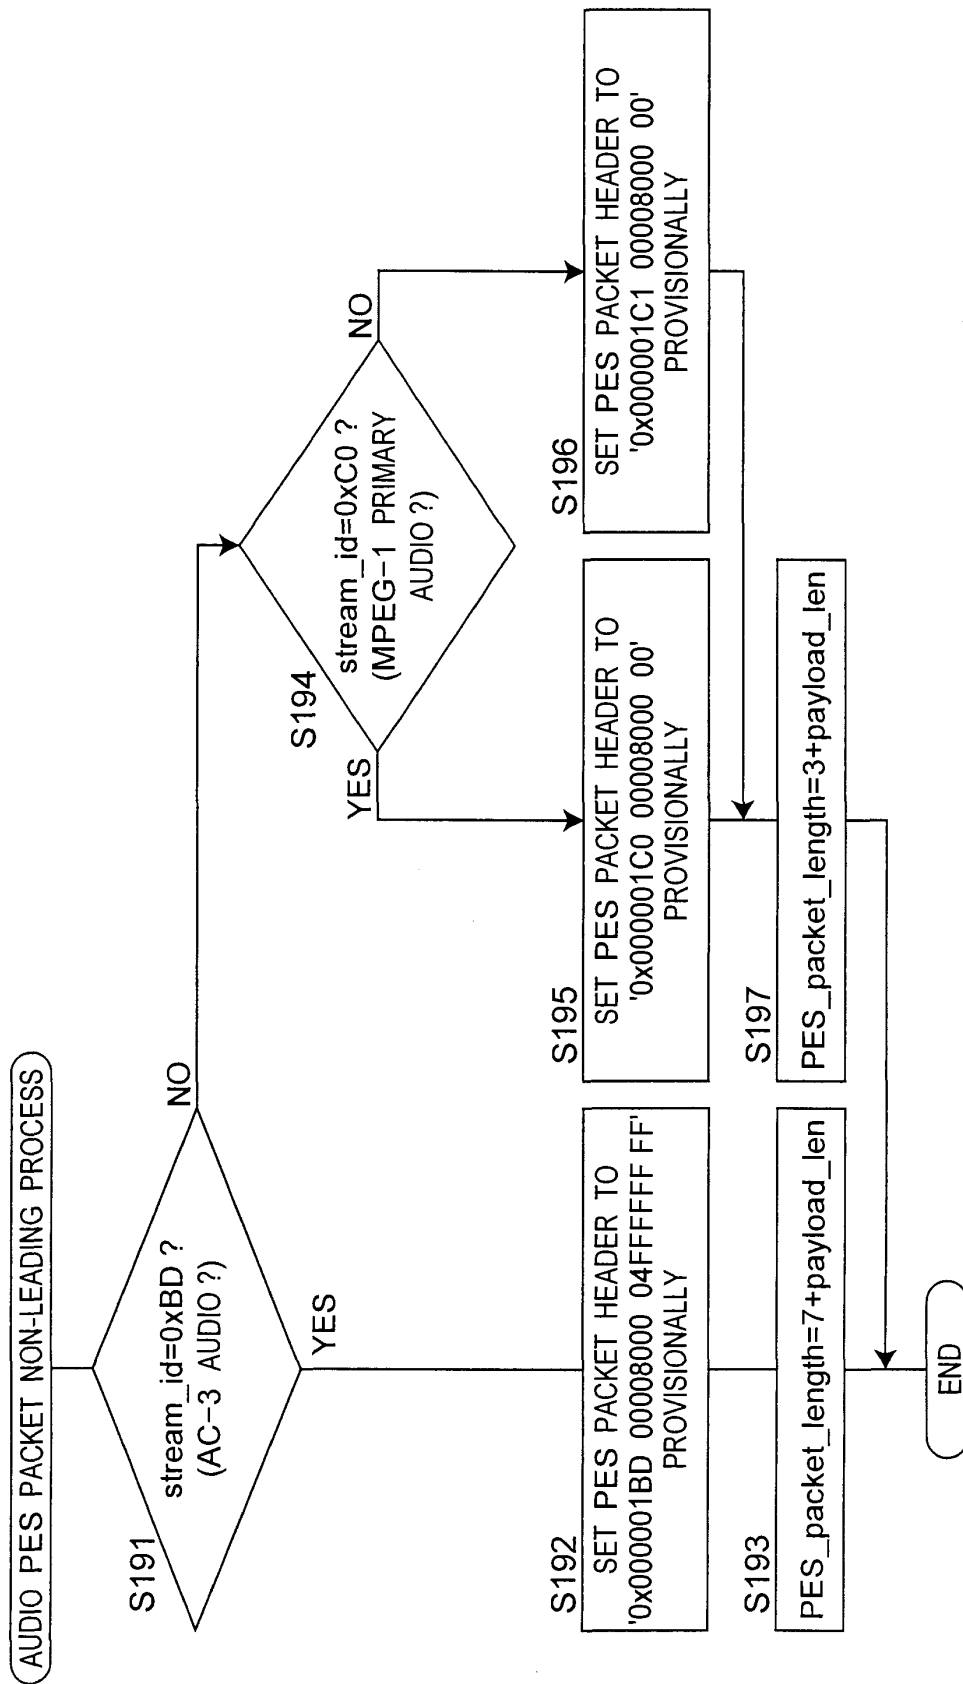 AUDIO PES PACKET NON-LEADING PROCESS
S191
stream_id=0xBD ?
(AC-3 AUDIO ?)
NO
YES
S192
SET PES PACKET HEADER TO
'0x000001BD 00008000 04FFFFFF FF'
PROVISIONALLY
S193
PES_packet_length=7+payload_len
S194
stream_id=0xC0 ?
(MPEG-1 PRIMARY
AUDIO ?)
YES
NO
S195
SET PES PACKET HEADER TO
'0x000001C0 00008000 00'
PROVISIONALLY
S196
SET PES PACKET HEADER TO
'0x000001C1 00008000 00'
PROVISIONALLY
S197
PES_packet_length=3+payload_len
END